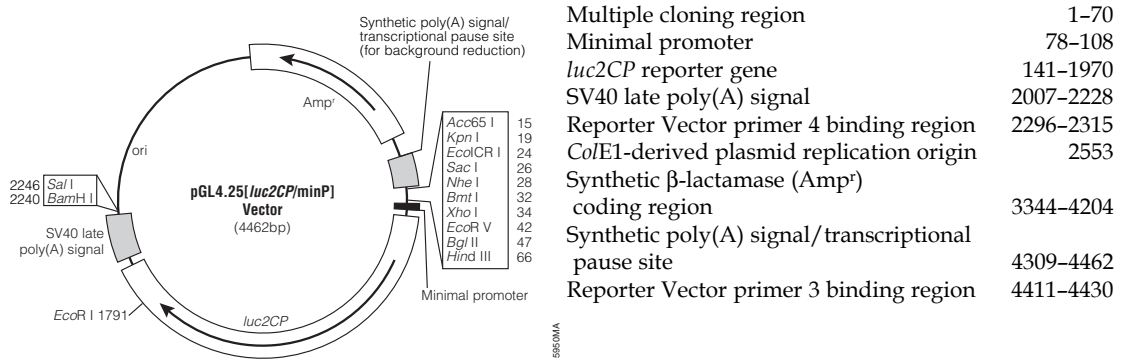 Synthetic poly(A) signal/
transcriptional pause site
(for background reduction)
Ampʳ
ori
Acc65 I 15
Kpn I 19
EcoICR I 24
Sac I 26
Nhe I 28
Bmt I 32
Xho I 34
EcoR V 42
Bgl II 47
Hind III 66
2246 Sal I
2240 BamH I
pGL4.25[luc2CP/minP]
Vector
(4462bp)
SV40 late
poly(A) signal
Minimal promoter
EcoR I 1791
luc2CP
5950MA
Multiple cloning region 1–70
Minimal promoter 78–108
luc2CP reporter gene 141–1970
SV40 late poly(A) signal 2007–2228
Reporter Vector primer 4 binding region 2296–2315
ColE1-derived plasmid replication origin 2553
Synthetic β-lactamase (Ampʳ)
coding region 3344–4204
Synthetic poly(A) signal/transcriptional
pause site 4309–4462
Reporter Vector primer 3 binding region 4411–4430